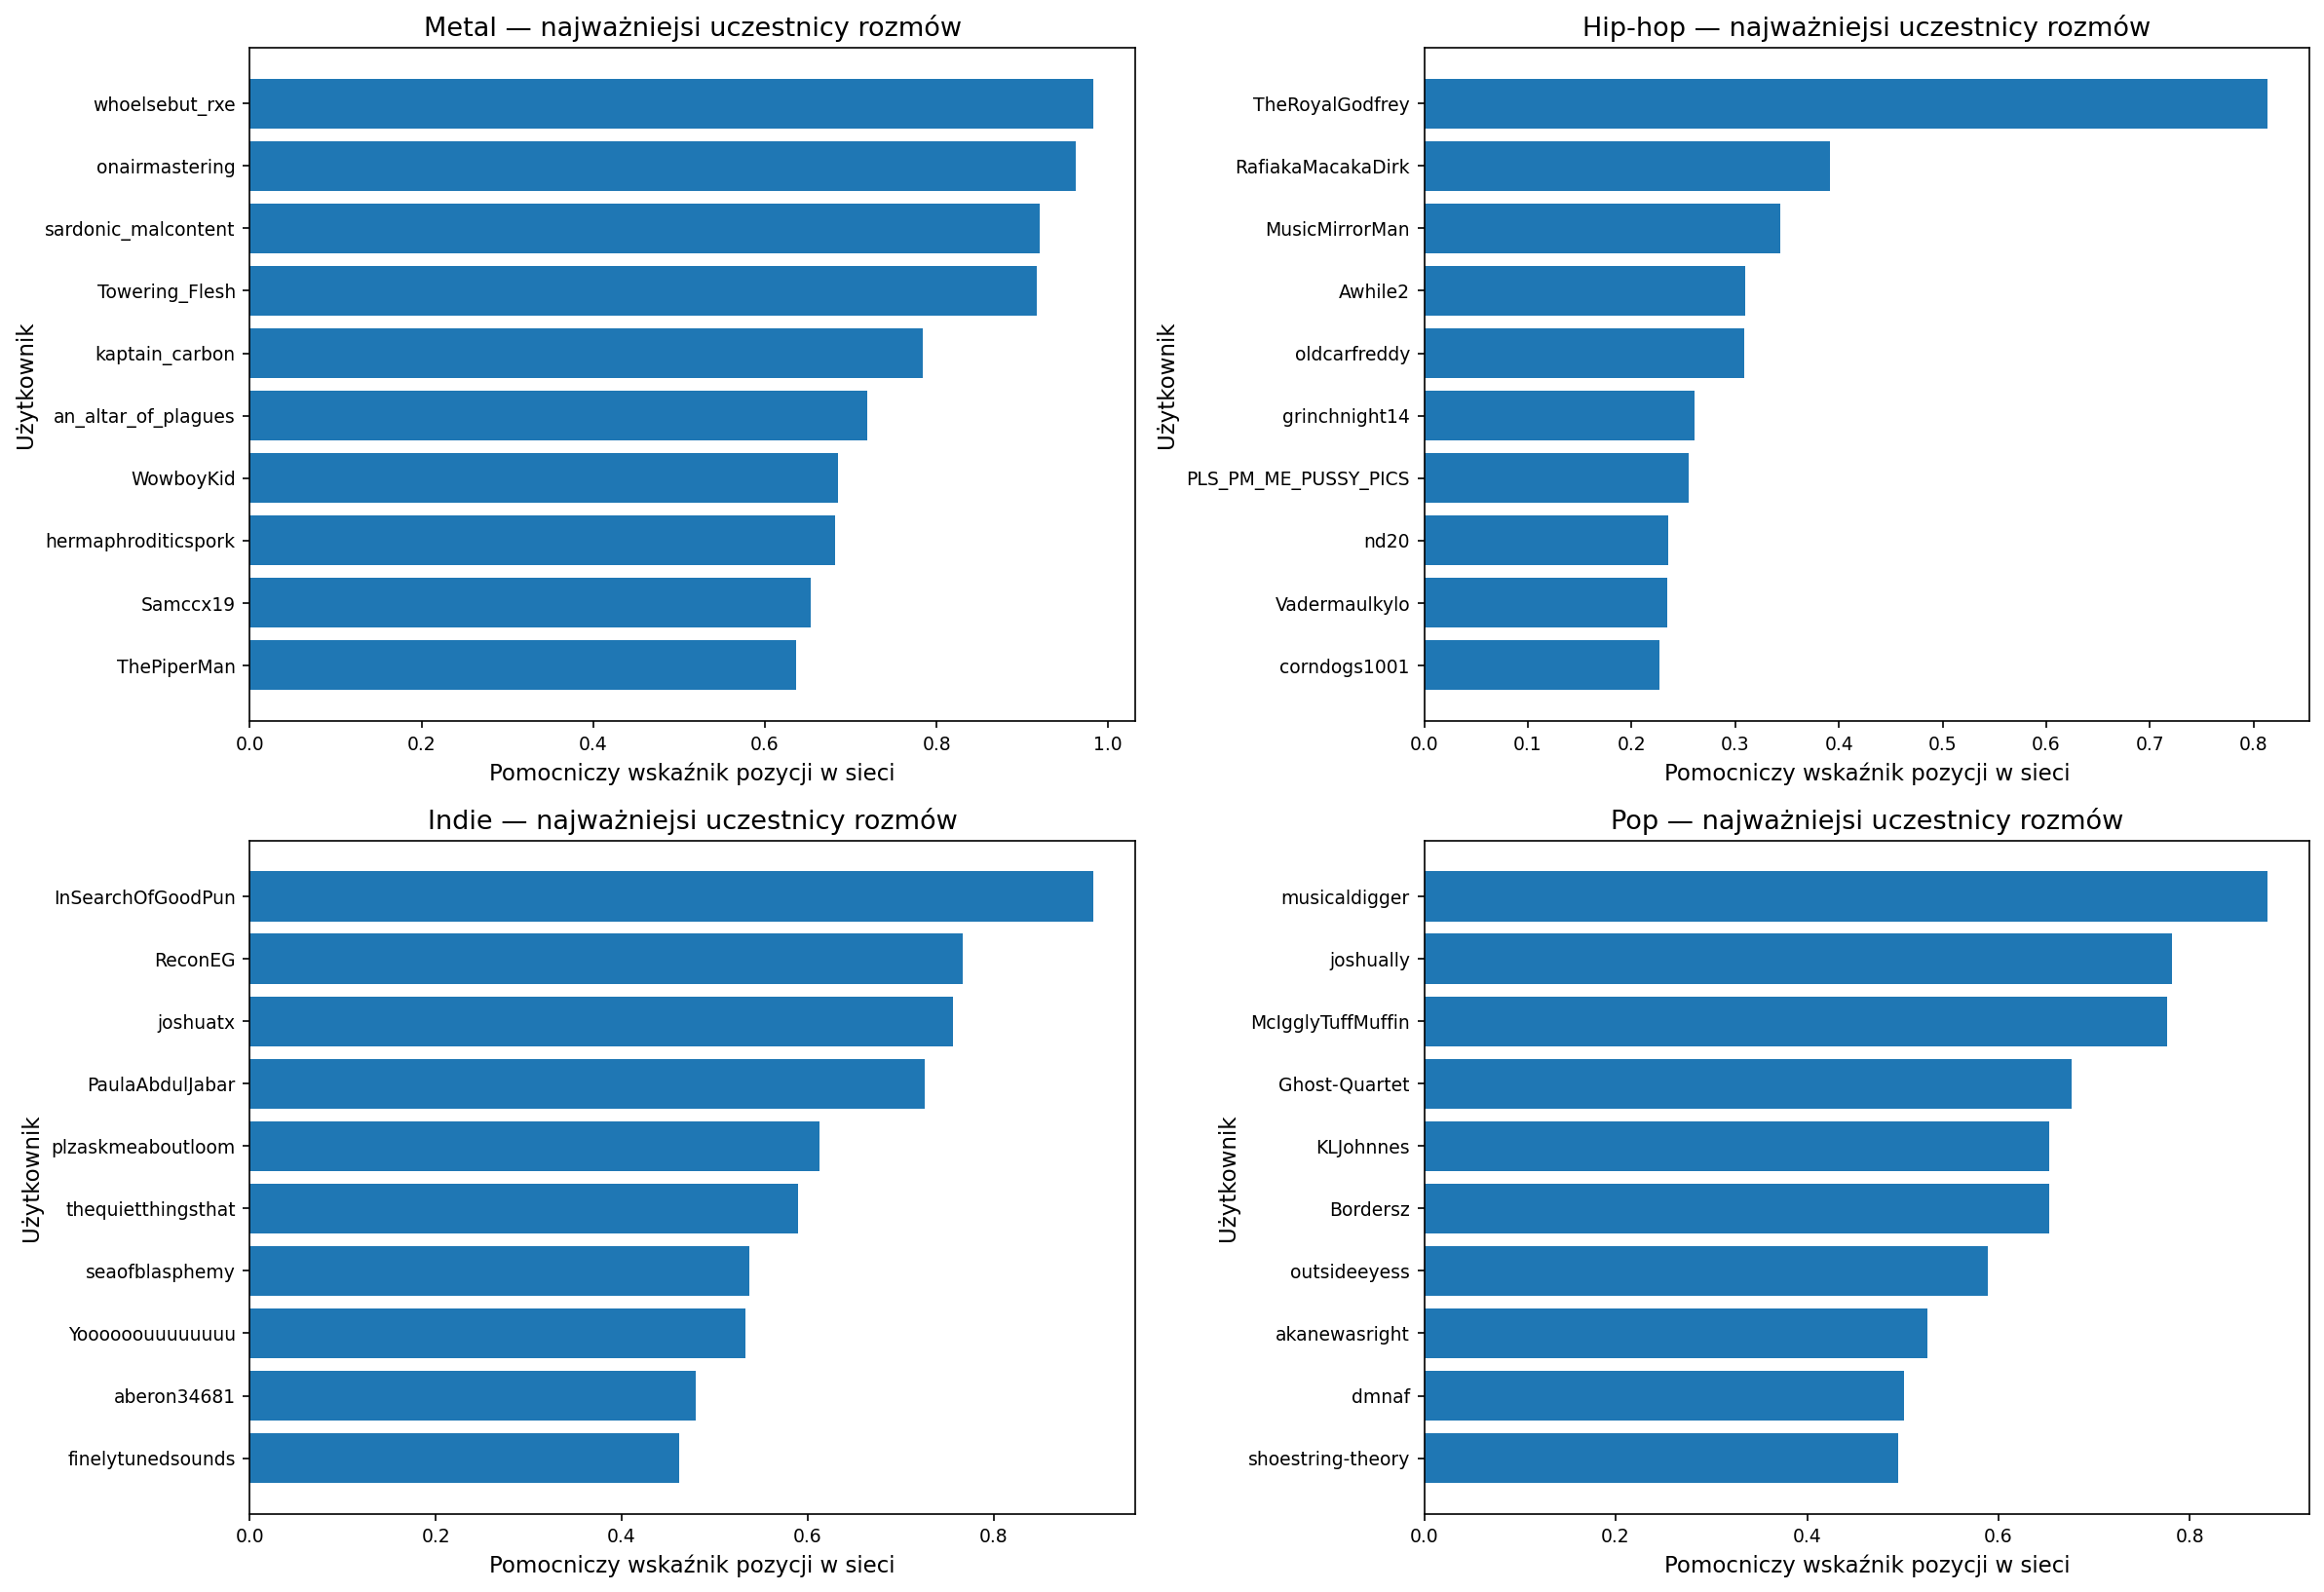 Metal — najważniejsi uczestnicy rozmów
Użytkownik
whoelsebut_rxe
onairmastering
sardonic_malcontent
Towering_Flesh
kaptain_carbon
an_altar_of_plagues
WowboyKid
hermaphroditicspork
Samccx19
ThePiperMan
0.0 0.2 0.4 0.6 0.8 1.0
Pomocniczy wskaźnik pozycji w sieci
Hip-hop — najważniejsi uczestnicy rozmów
Użytkownik
TheRoyalGodfrey
RafiakaMacakaDirk
MusicMirrorMan
Awhile2
oldcarfreddy
grinchnight14
PLS_PM_ME_PUSSY_PICS
nd20
Vadermaulkylo
corndogs1001
0.0 0.1 0.2 0.3 0.4 0.5 0.6 0.7 0.8
Pomocniczy wskaźnik pozycji w sieci
Indie — najważniejsi uczestnicy rozmów
Użytkownik
InSearchOfGoodPun
ReconEG
joshuatx
PaulaAbdulJabar
plzaskmeaboutloom
thequietthingsthat
seaofblasphemy
Yoooooouuuuuuuu
aberon34681
finelytunedsounds
0.0 0.2 0.4 0.6 0.8
Pomocniczy wskaźnik pozycji w sieci
Pop — najważniejsi uczestnicy rozmów
Użytkownik
musicaldigger
joshually
McIgglyTuffMuffin
Ghost-Quartet
KLJohnnes
Bordersz
outsideeyess
akanewasright
dmnaf
shoestring-theory
0.0 0.2 0.4 0.6 0.8
Pomocniczy wskaźnik pozycji w sieci